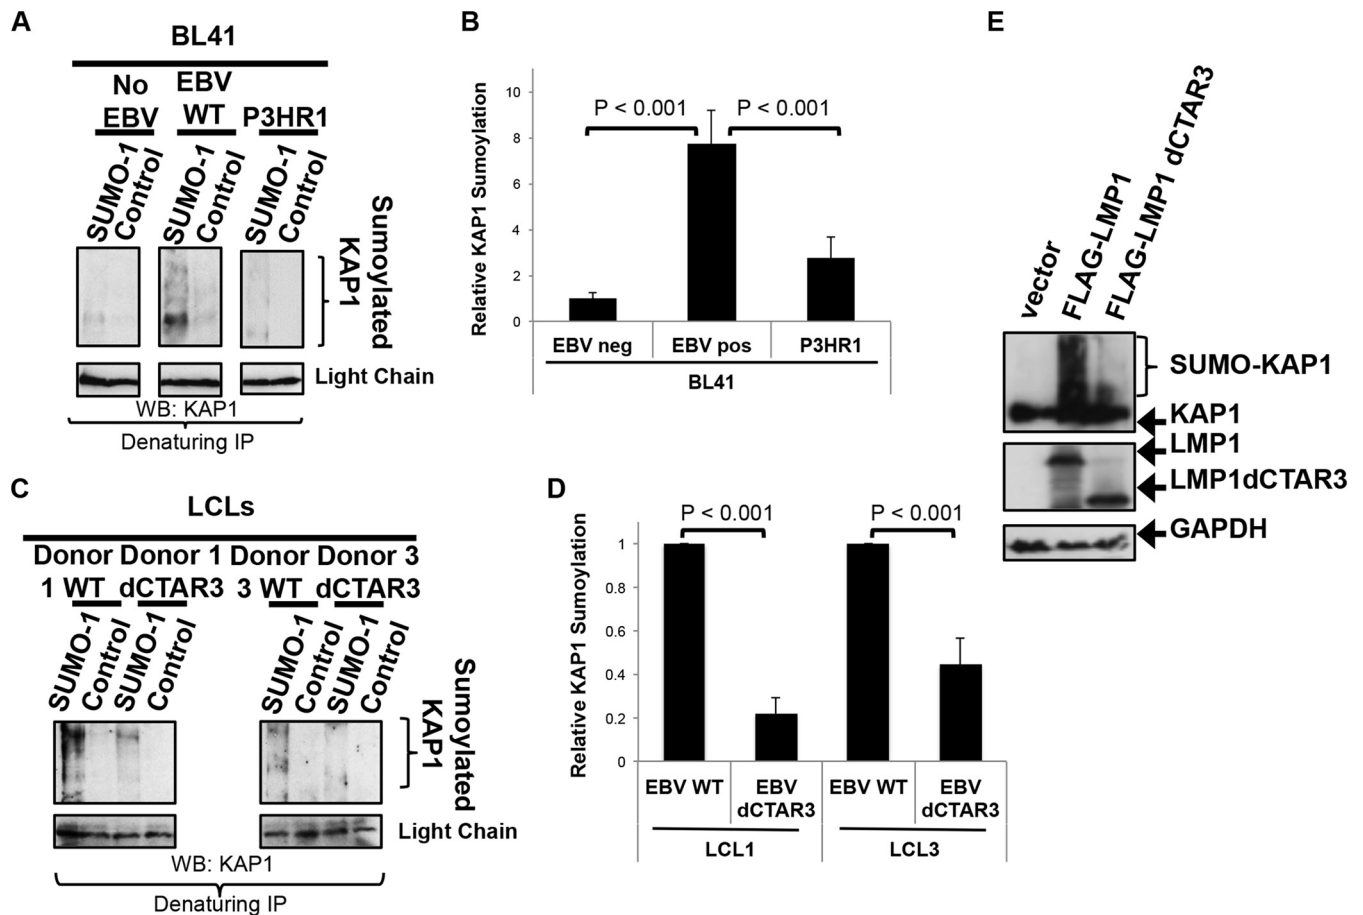 A
BL41
No
EBV
EBV
WT
P3HR1
SUMO-1
Control
SUMO-1
Control
SUMO-1
Control
Sumoylated
KAP1
Light Chain
WB: KAP1
Denaturing IP
B
Relative KAP1 Sumoylation
10
8
6
4
2
0
P < 0.001
P < 0.001
EBV neg
EBV pos
P3HR1
BL41
C
LCLs
Donor Donor 1
1 WT dCTAR3
Donor Donor 3
3 WT dCTAR3
SUMO-1
Control
SUMO-1
Control
SUMO-1
Control
SUMO-1
Control
Sumoylated
KAP1
Light Chain
WB: KAP1
Denaturing IP
D
Relative KAP1 Sumoylation
1
0.8
0.6
0.4
0.2
0
P < 0.001
P < 0.001
EBV WT
EBV
dCTAR3
EBV WT
EBV
dCTAR3
LCL1
LCL3
E
vector
FLAG-LMP1
FLAG-LMP1 dCTAR3
SUMO-KAP1
KAP1
LMP1
LMP1dCTAR3
GAPDH